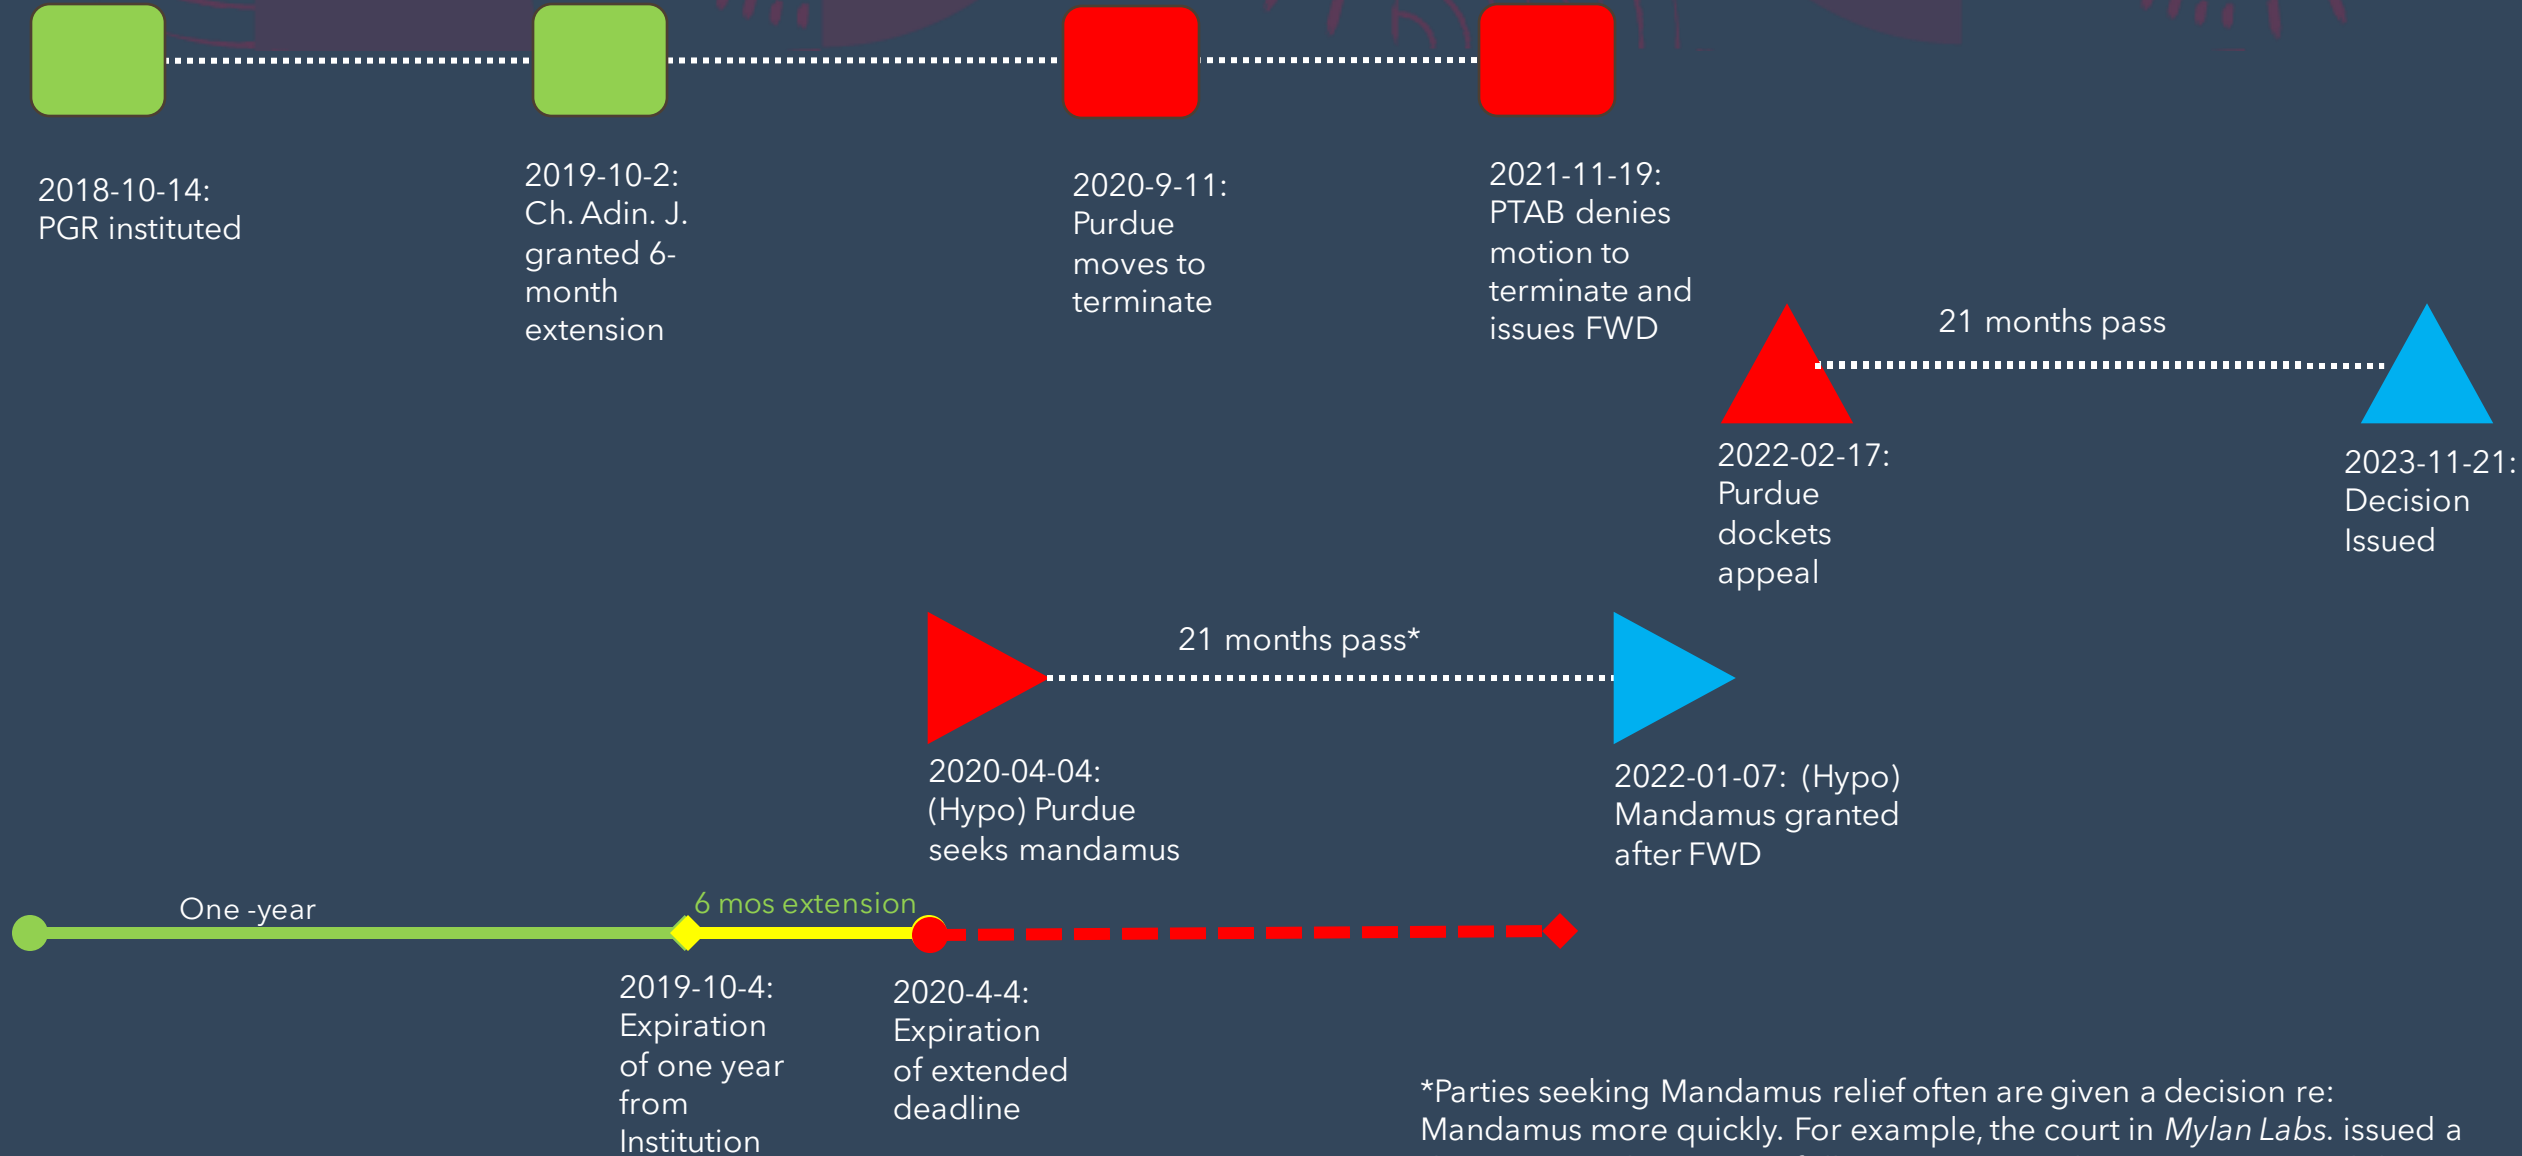 2018-10-14:
PGR instituted
2019-10-2:
Ch. Adin. J.
granted 6-
month
extension
2020-9-11:
Purdue
moves to
terminate
2021-11-19:
PTAB denies
motion to
terminate and
issues FWD
21 months pass
2022-02-17:
Purdue
dockets
appeal
2023-11-21:
Decision
Issued
21 months pass*
2020-04-04:
(Hypo) Purdue
seeks mandamus
2022-01-07: (Hypo)
Mandamus granted
after FWD
One -year
6 mos extension
2019-10-4:
Expiration
of one year
from
Institution
2020-4-4:
Expiration
of extended
deadline
*Parties seeking Mandamus relief often are given a decision re:
Mandamus more quickly. For example, the court in Mylan Labs. issued a